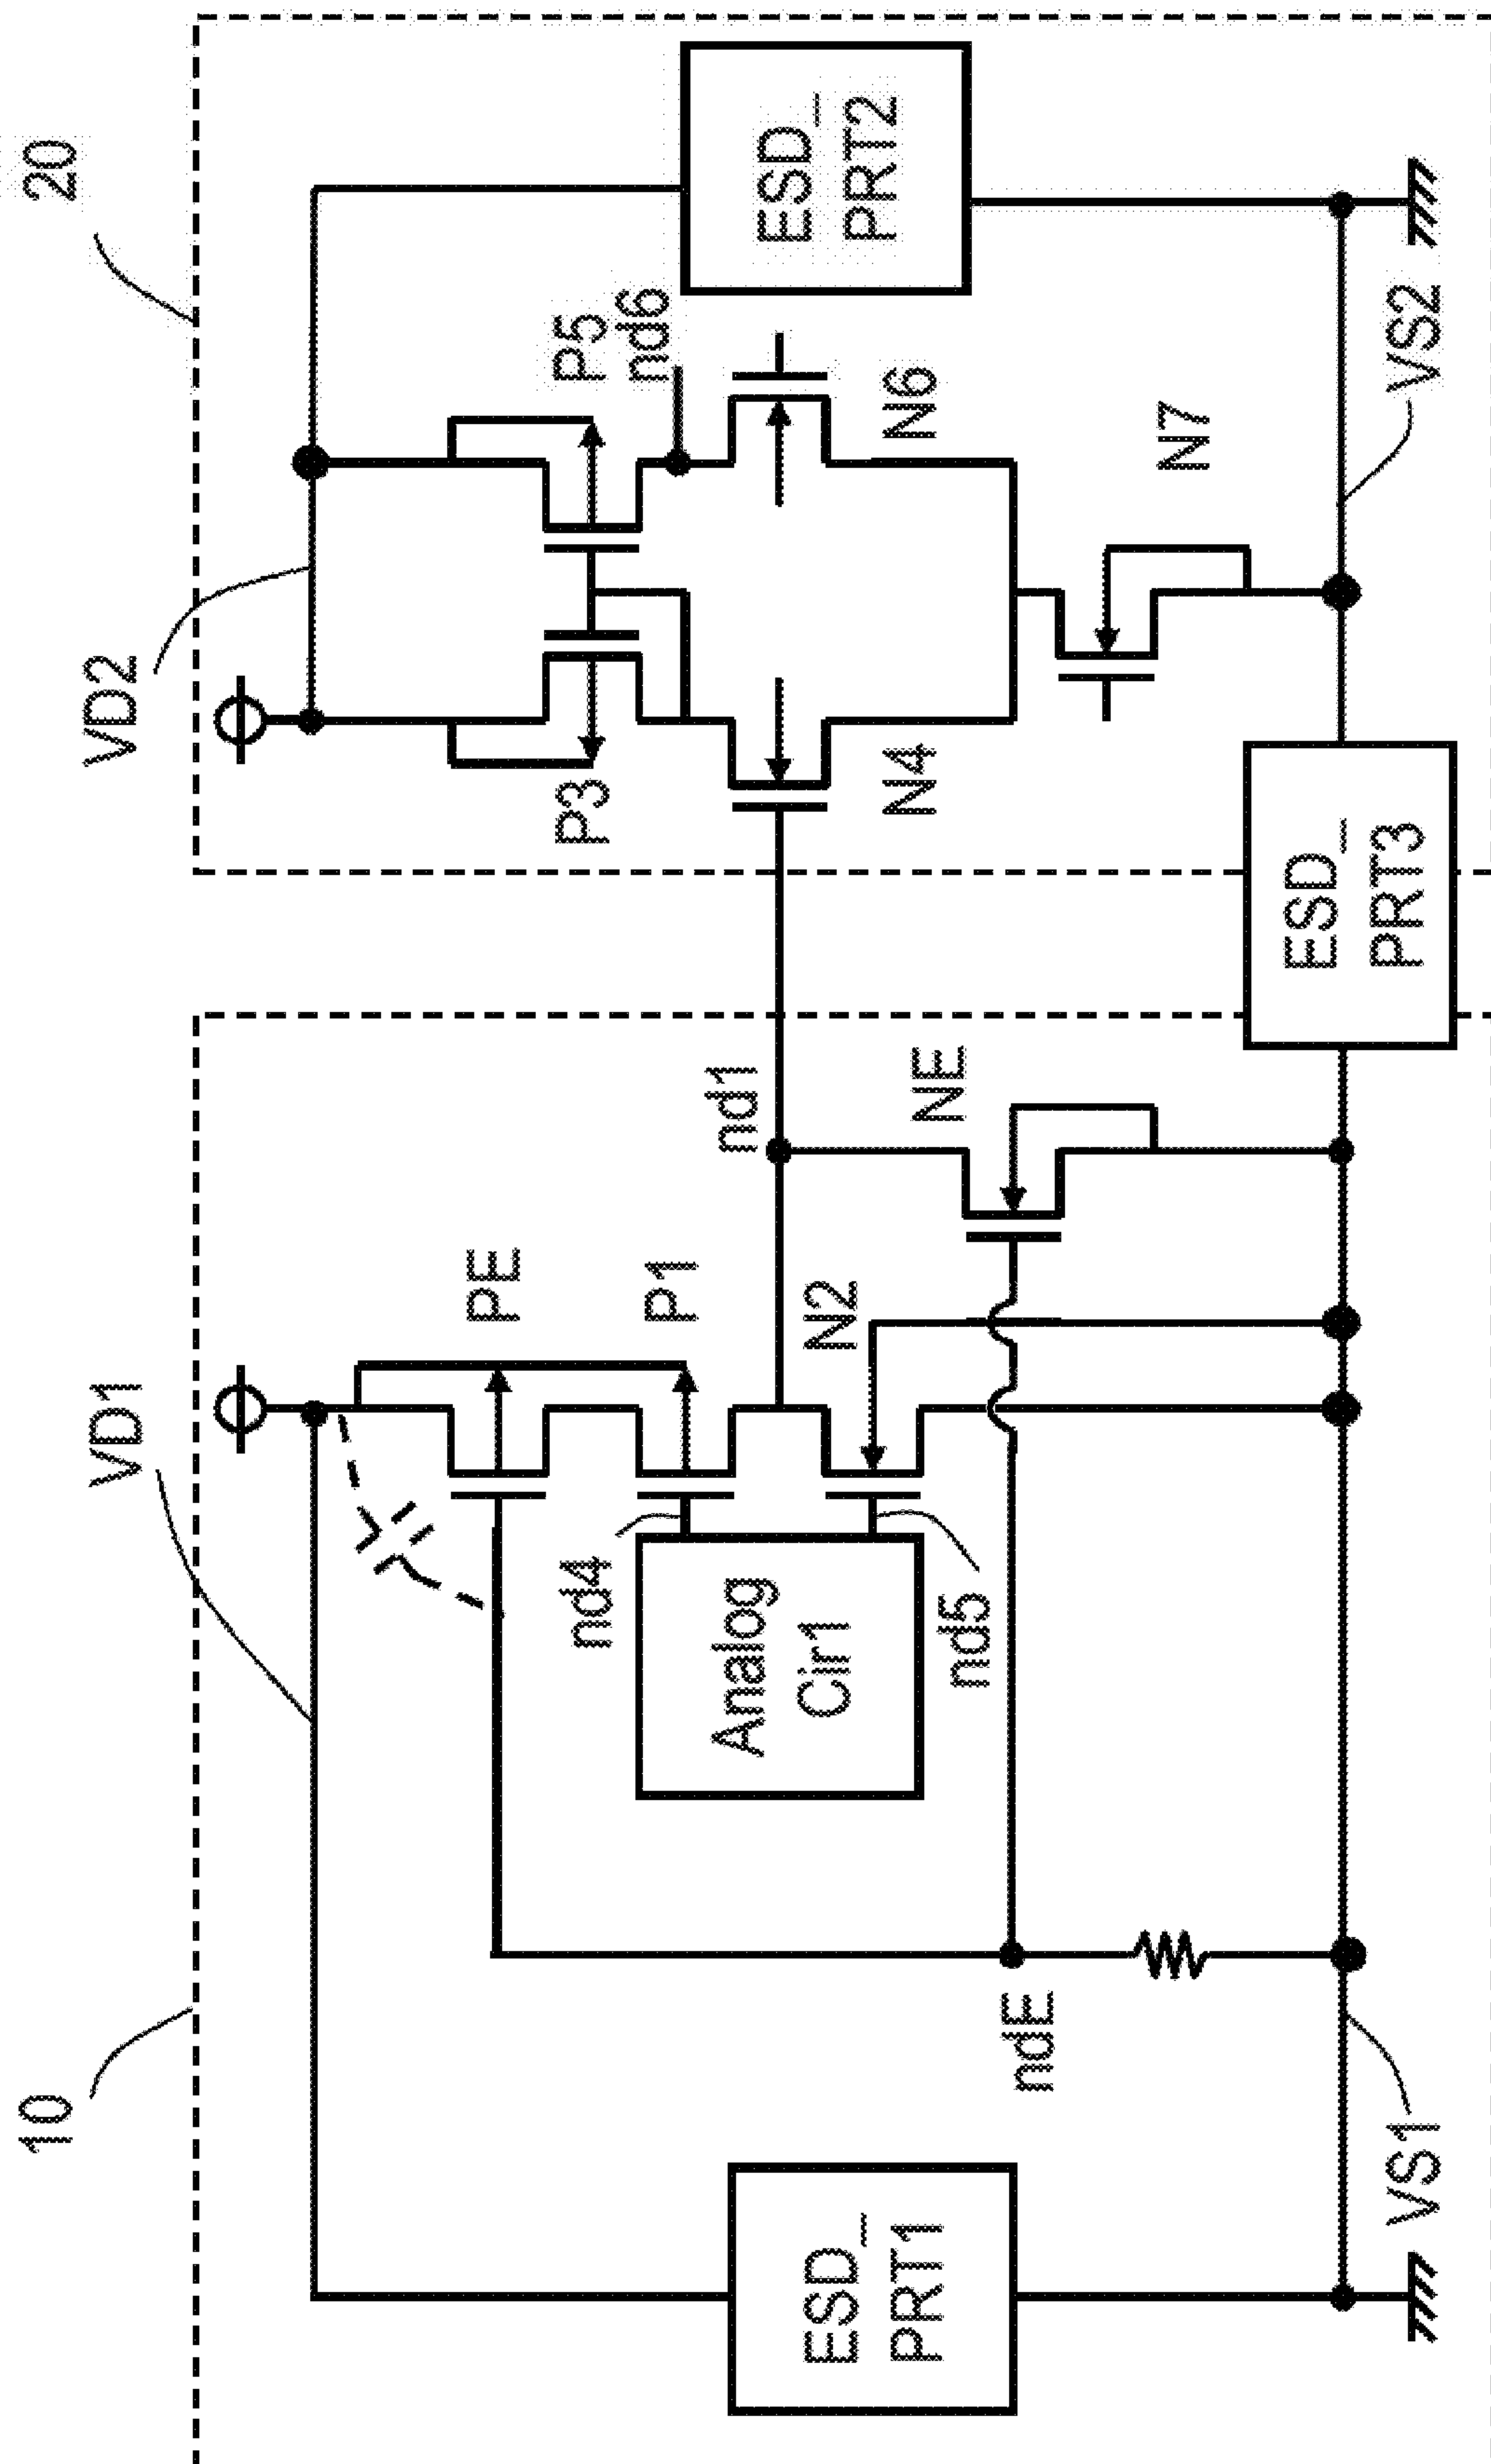 10
20
VD1
VD2
PE
P1
P3
P5
nd6
nd4
nd1
Analog
Cir1
N2
NE
N4
N6
N7
nd5
ndE
ESD_
PRT1
ESD_
PRT2
ESD_
PRT3
VS1
VS2